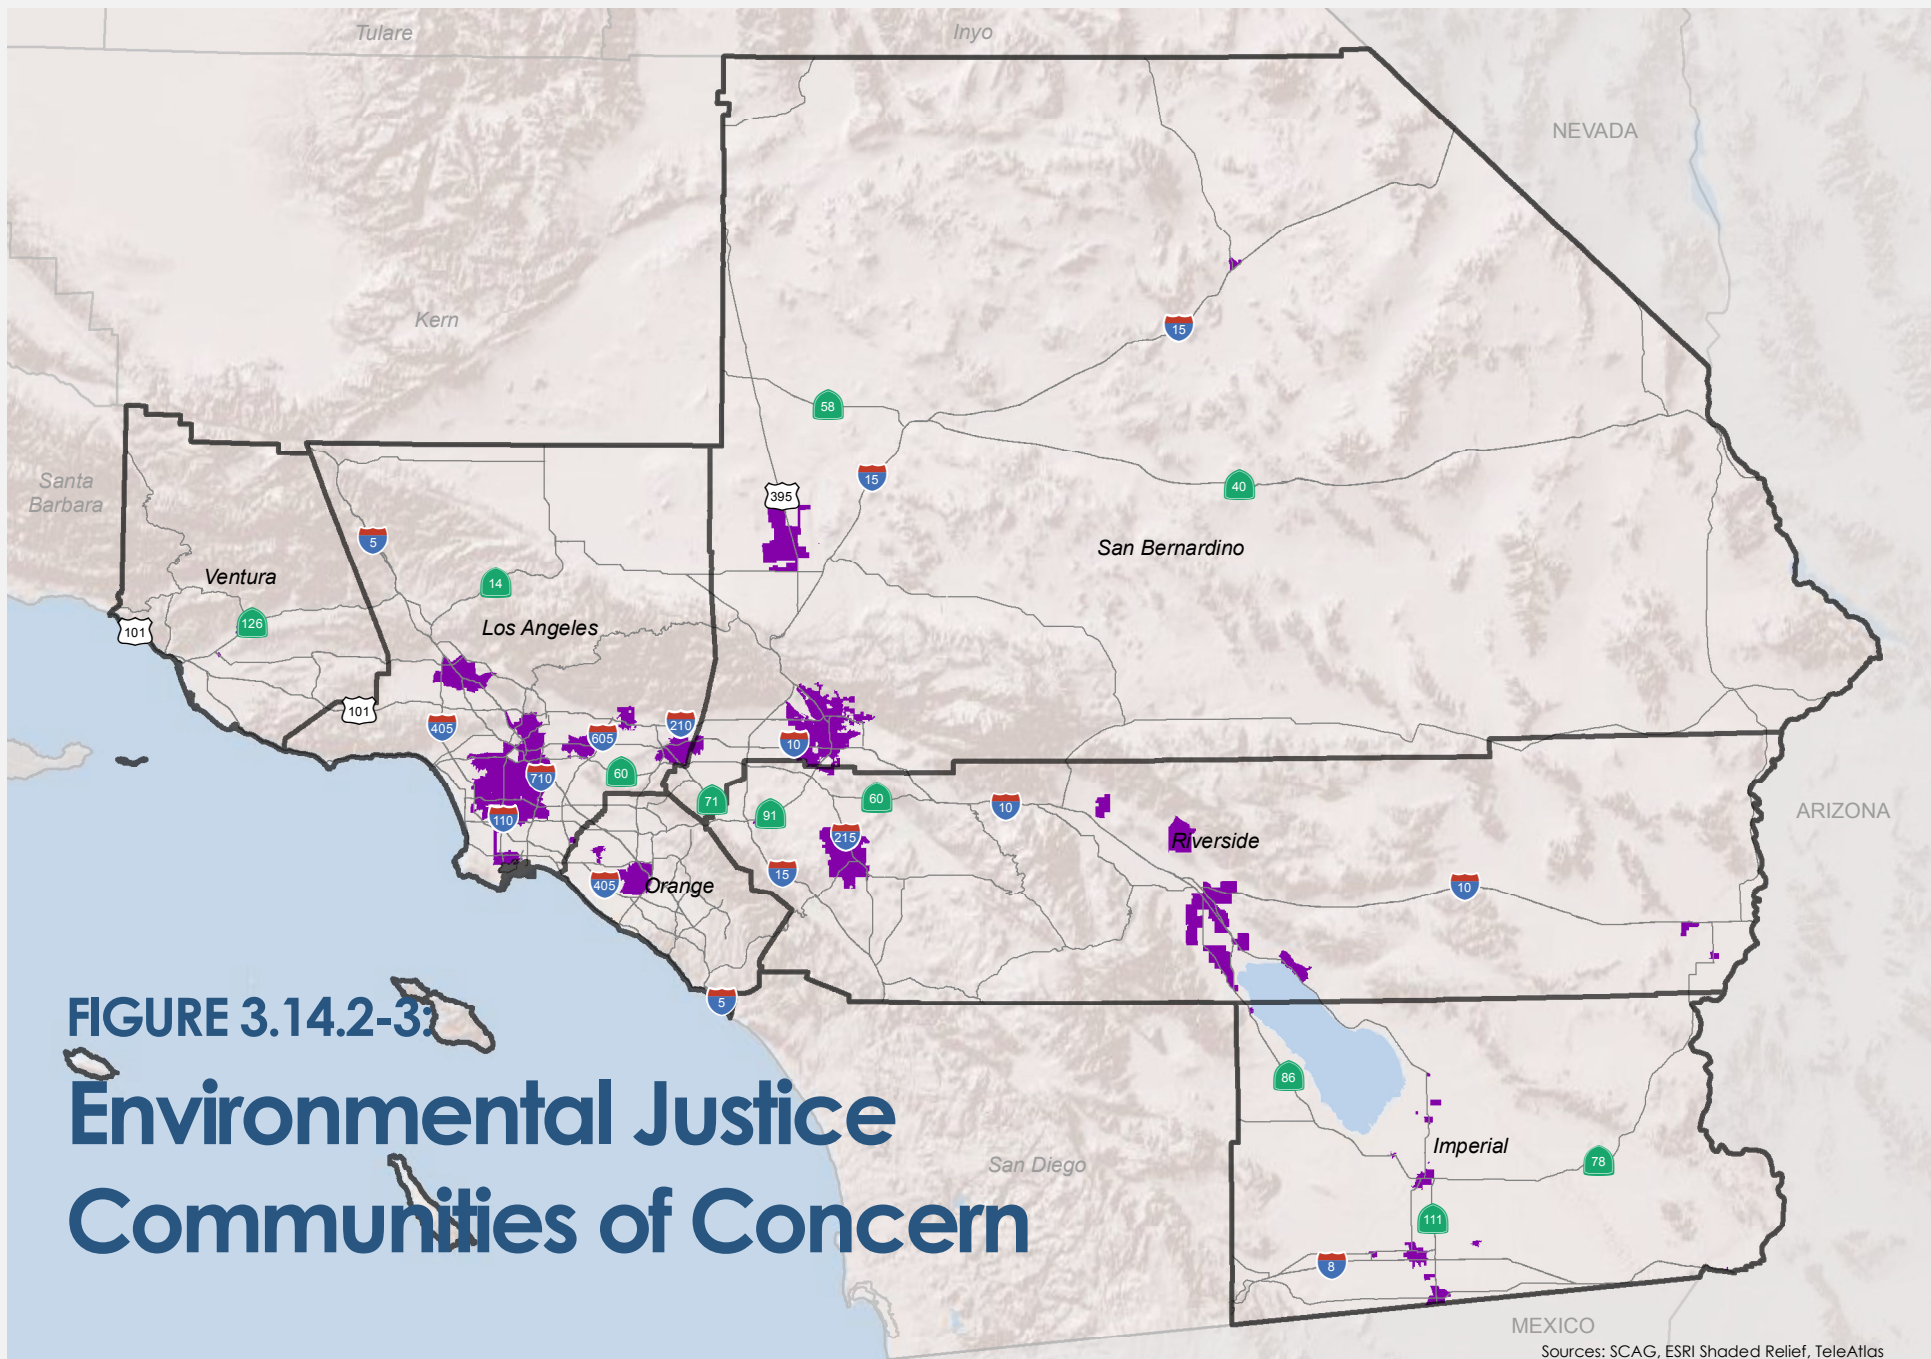 Tulare
Inyo
NEVADA
Kern
15
58
15
40
395
Santa
Barbara
5
San Bernardino
Ventura
14
126
101
Los Angeles
101
405
210
605
10
710
60
71
60
10
110
91
215
ARIZONA
Riverside
15
405
Orange
10
5
FIGURE 3.14.2-3:
86
Environmental Justice
Imperial
San Diego
78
Communities of Concern
111
8
MEXICO
Sources: SCAG, ESRI Shaded Relief, TeleAtlas